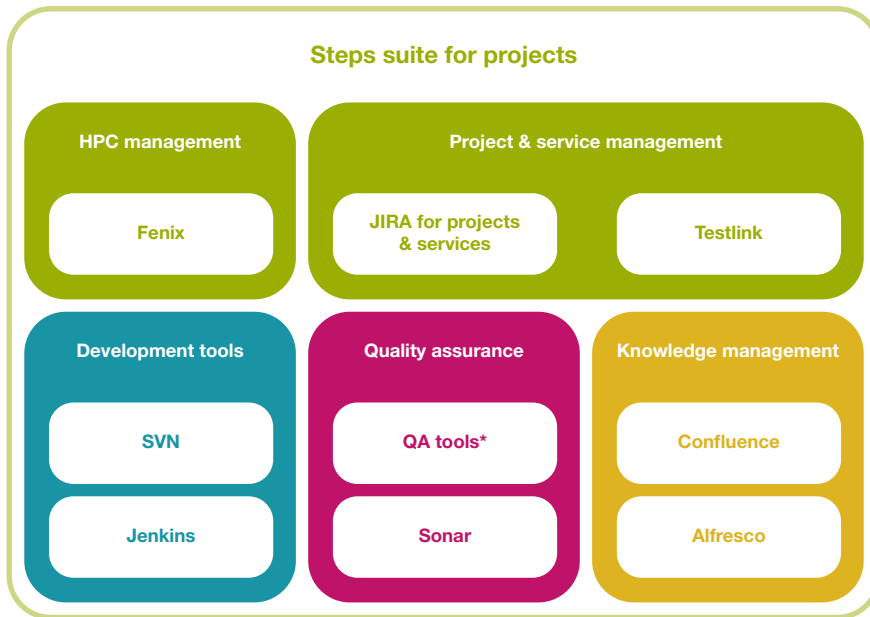 Steps suite for projects
HPC management
Project & service management
Fenix
JIRA for projects
& services
Testlink
Development tools
Quality assurance
Knowledge management
SVN
QA tools*
Confluence
Jenkins
Sonar
Alfresco